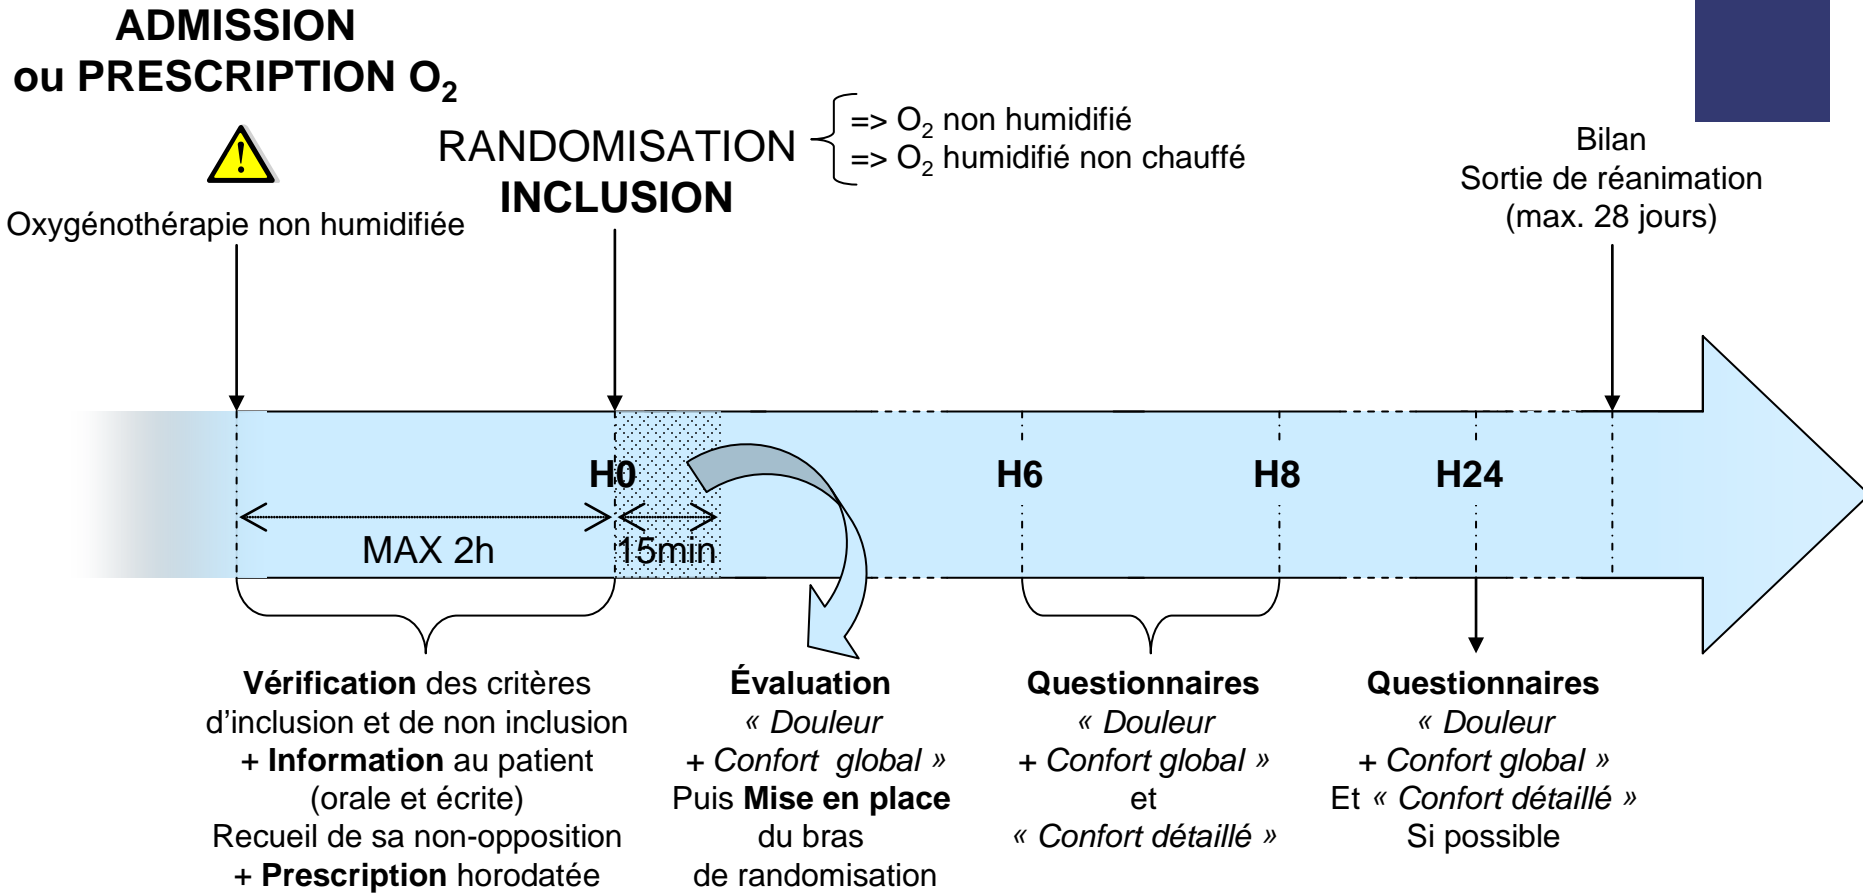 ADMISSION
ou PRESCRIPTION O₂
!
Oxygénothérapie non humidifiée
RANDOMISATION
INCLUSION
=> O₂ non humidifié
=> O₂ humidifié non chauffé
Bilan
Sortie de réanimation
(max. 28 jours)
H0
H6
H8
H24
MAX 2h
15min
Vérification des critères
d’inclusion et de non inclusion
+ Information au patient
(orale et écrite)
Recueil de sa non-opposition
+ Prescription horodatée
Évaluation
« Douleur
+ Confort global »
Puis Mise en place
du bras
de randomisation
Questionnaires
« Douleur
+ Confort global »
et
« Confort détaillé »
Questionnaires
« Douleur
+ Confort global »
Et « Confort détaillé »
Si possible